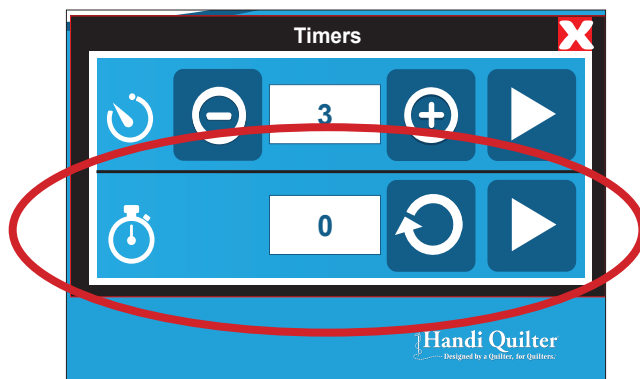 Timers
X
3
0
Handi Quilter
Designed by a Quilter, for Quilters.